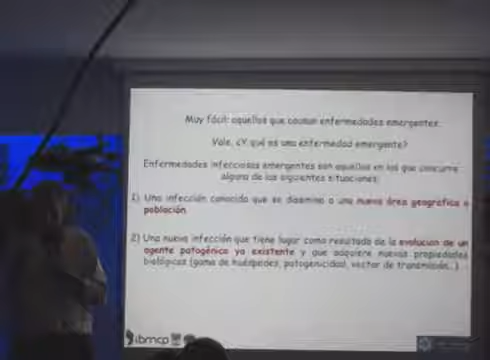 Muy fácil: aquellos que causan enfermedades emergentes.
Vale, ¿Y qué es una enfermedad emergente?
Enfermedades infecciosas emergentes son aquellas en las que concurre
alguna de las siguientes situaciones:
1) Una infección conocida que se disemina a una nueva área geográfica o
población
2) Una nueva infección que tiene lugar como resultado de la evolución de un
agente patogénico ya existente y que adquiere nuevas propiedades
biológicas (gama de huéspedes, patogenicidad, vector de transmisión...)
ibmcp